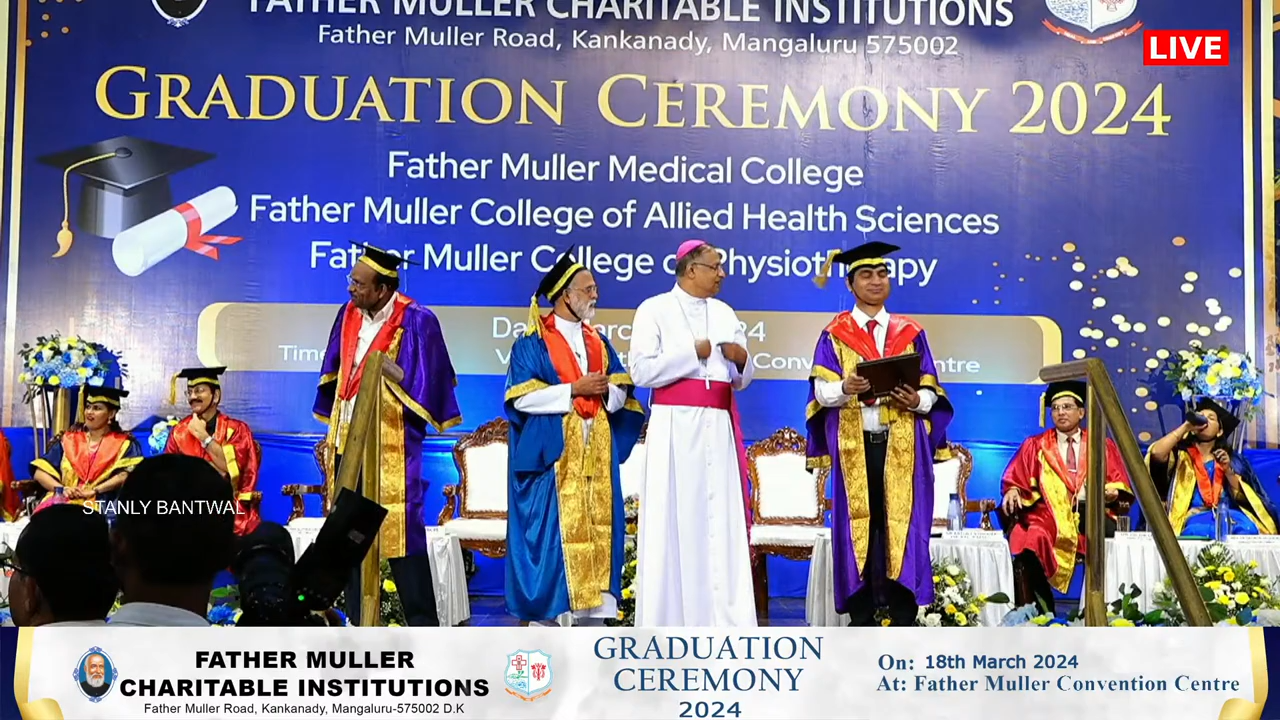 FATHER MULLER CHARITABLE INSTITUTIONS
Father Muller Road, Kankanady, Mangaluru 575002
LIVE
GRADUATION CEREMONY 2024
Father Muller Medical College
Father Muller College of Allied Health Sciences
Father Muller College of Physiotherapy
STANLY BANTWAL
FATHER MULLER
CHARITABLE INSTITUTIONS
Father Muller Road, Kankanady, Mangaluru-575002 D.K
GRADUATION
CEREMONY
2024
On: 18th March 2024
At: Father Muller Convention Centre